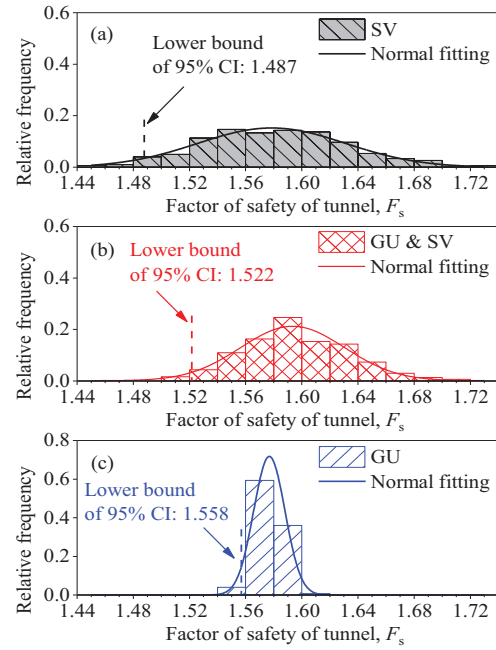 (a)
SV
Normal fitting
Lower bound
of 95% CI: 1.487
Relative frequency
0.6
0.4
0.2
0.0
1.44 1.48 1.52 1.56 1.60 1.64 1.68 1.72
Factor of safety of tunnel, Fs
(b)
GU & SV
Normal fitting
Lower bound
of 95% CI: 1.522
Relative frequency
0.6
0.4
0.2
0.0
1.44 1.48 1.52 1.56 1.60 1.64 1.68 1.72
Factor of safety of tunnel, Fs
(c)
GU
Normal fitting
Lower bound
of 95% CI: 1.558
Relative frequency
0.8
0.6
0.4
0.2
0.0
1.44 1.48 1.52 1.56 1.60 1.64 1.68 1.72
Factor of safety of tunnel, Fs